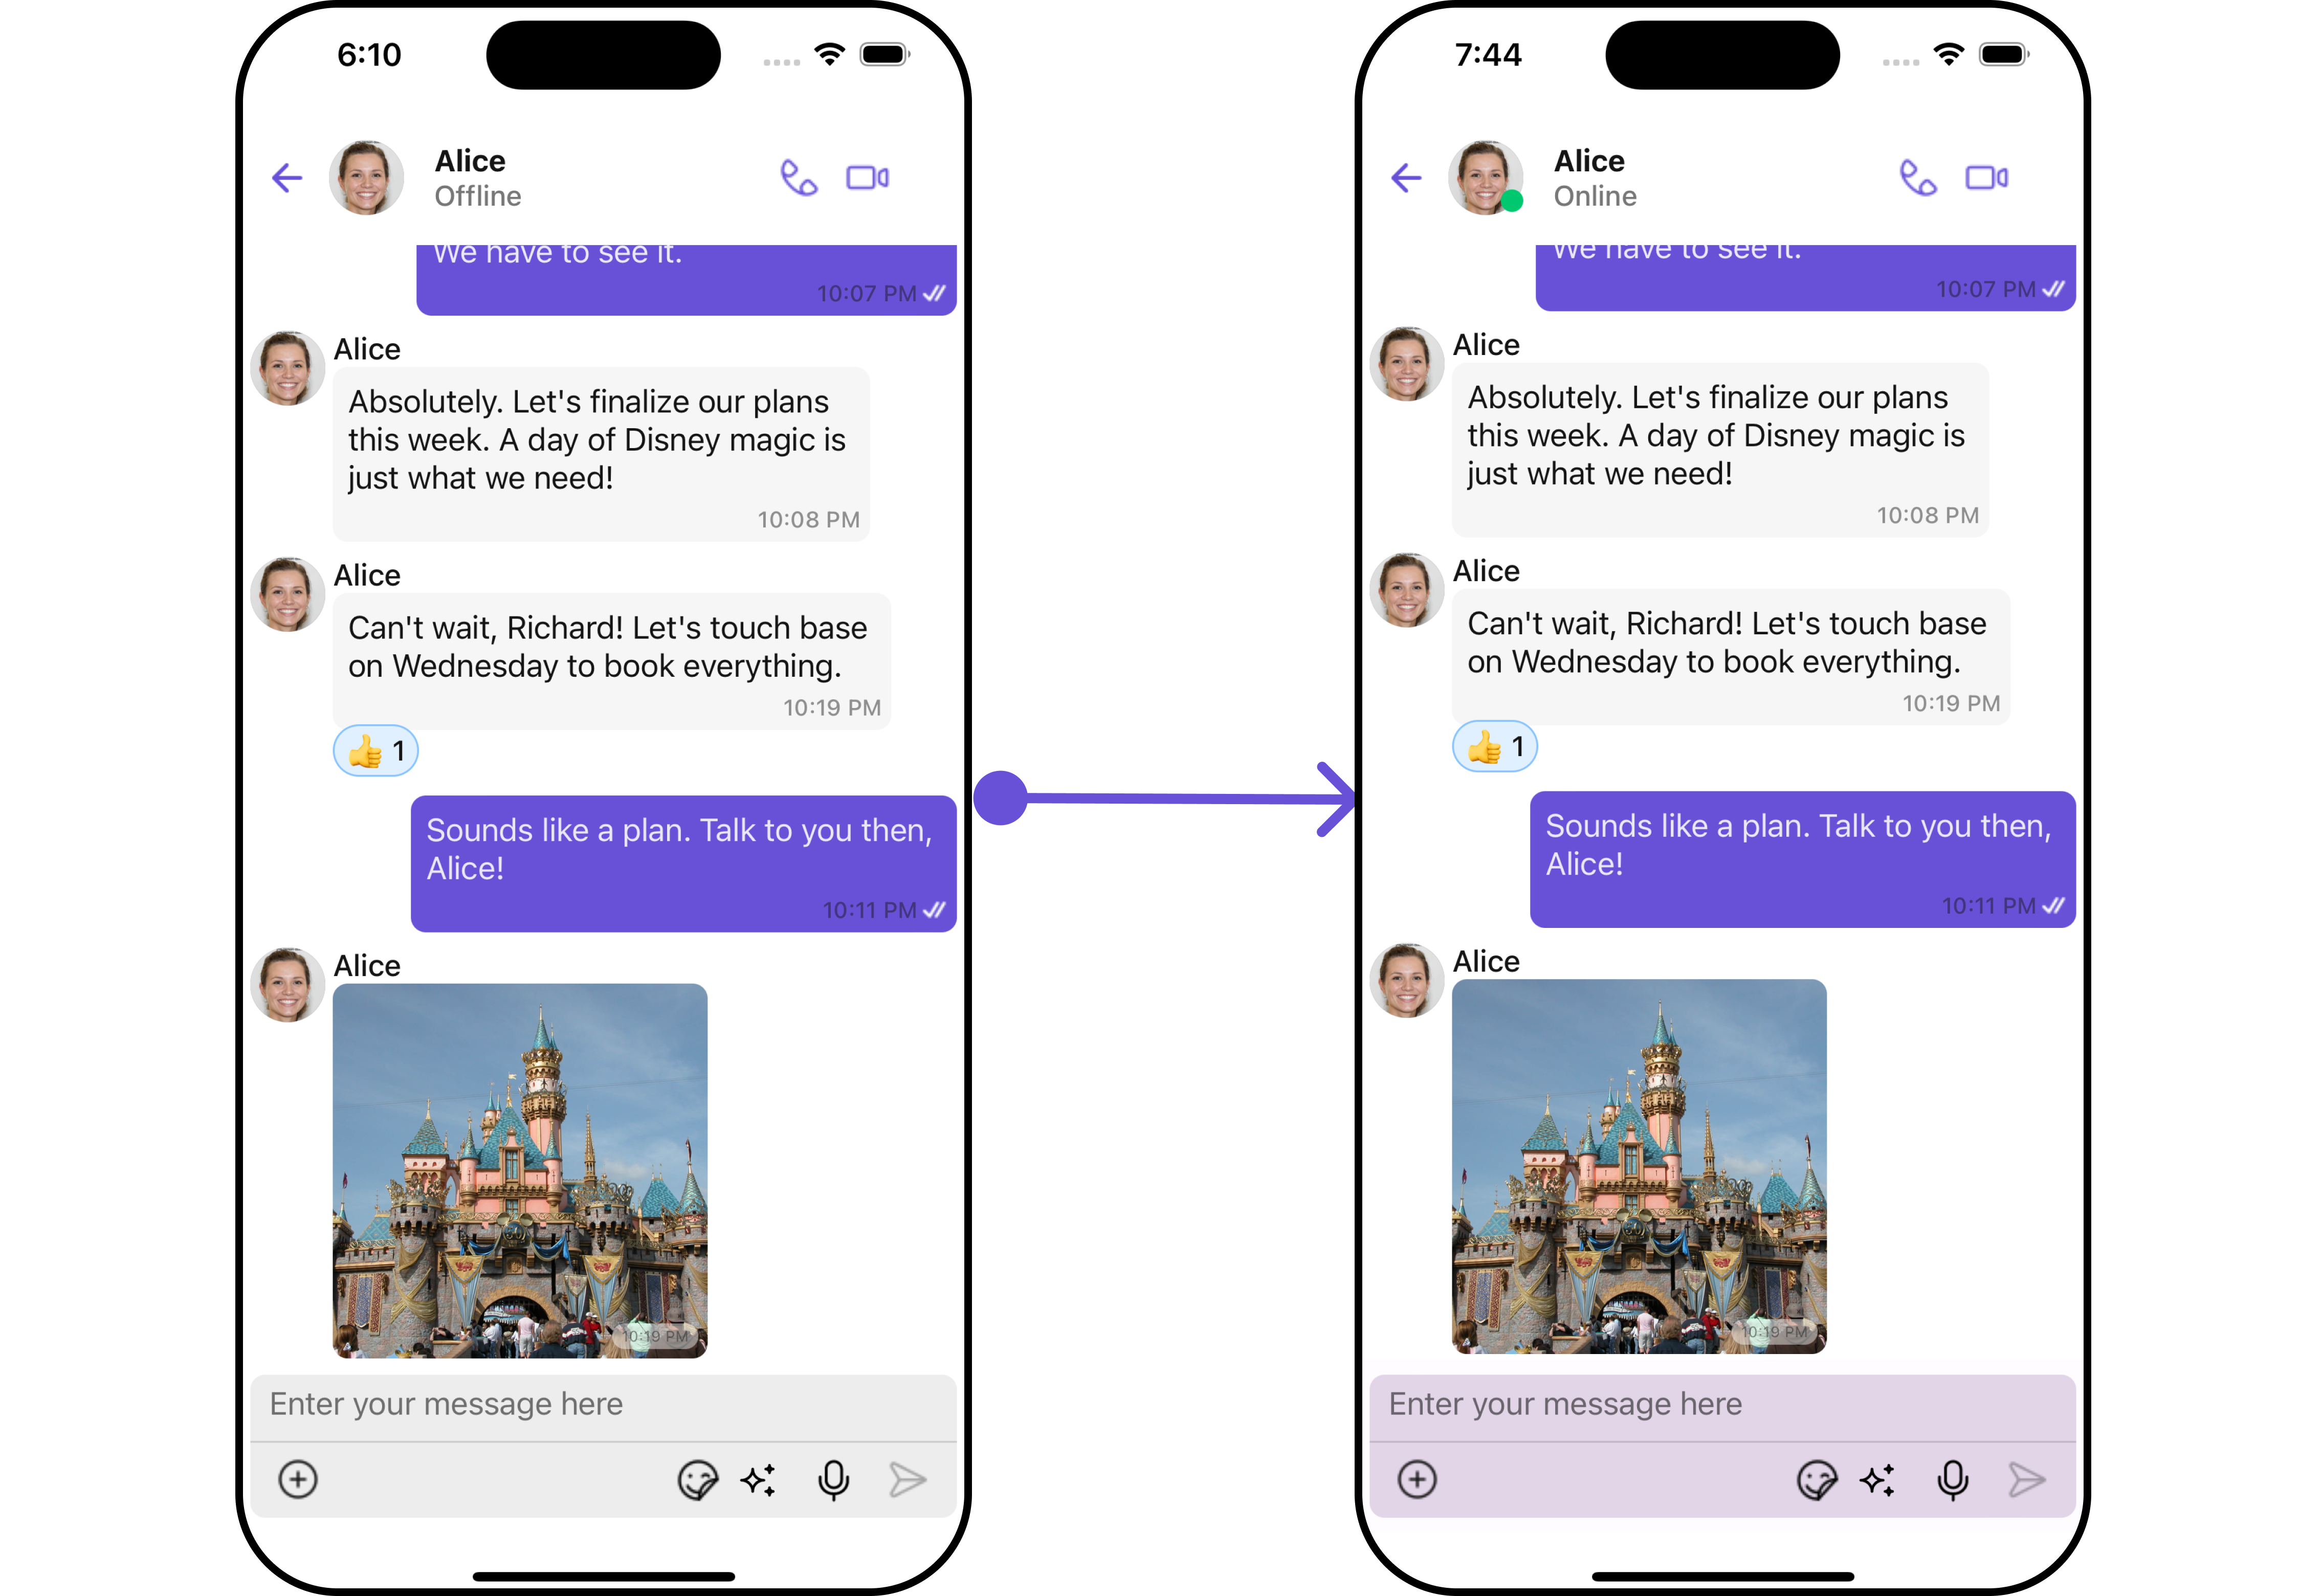 6:10
Alice
Offline
We have to see it.
10:07 PM
Alice
Absolutely. Let's finalize our plans
this week. A day of Disney magic is
just what we need!
10:08 PM
Alice
Can't wait, Richard! Let's touch base
on Wednesday to book everything.
10:19 PM
👍 1
Sounds like a plan. Talk to you then,
Alice!
10:11 PM
Alice
10:19 PM
Enter your message here
7:44
Alice
Online
We have to see it.
10:07 PM
Alice
Absolutely. Let's finalize our plans
this week. A day of Disney magic is
just what we need!
10:08 PM
Alice
Can't wait, Richard! Let's touch base
on Wednesday to book everything.
10:19 PM
👍 1
Sounds like a plan. Talk to you then,
Alice!
10:11 PM
Alice
10:19 PM
Enter your message here